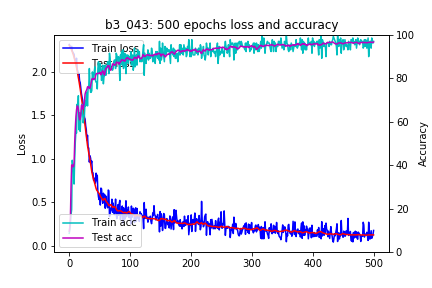 b3_043: 500 epochs loss and accuracy
Train loss
Test loss
Train acc
Test acc
Loss
Accuracy
2.0
1.5
1.0
0.5
0.0
100
80
60
40
20
0
0
100
200
300
400
500